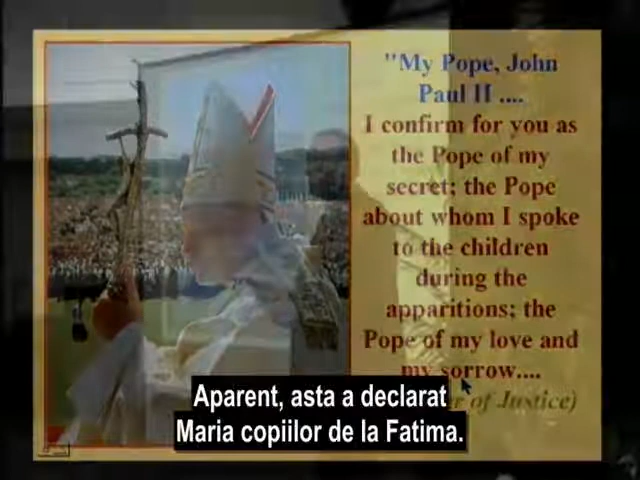 "My Pope, John
Paul II ....
I confirm for you as
the Pope of my
secret; the Pope
about whom I spoke
to the children
during the
apparitions; the
Pope of my love and
my sorrow....
of Justice)
Aparent, asta a declarat
Maria copiilor de la Fatima.